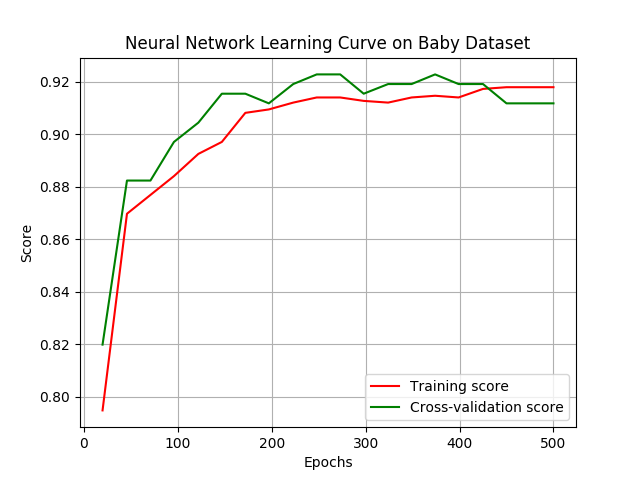 Neural Network Learning Curve on Baby Dataset
Score
0.92
0.90
0.88
0.86
0.84
0.82
0.80
Training score
Cross-validation score
0 100 200 300 400 500
Epochs